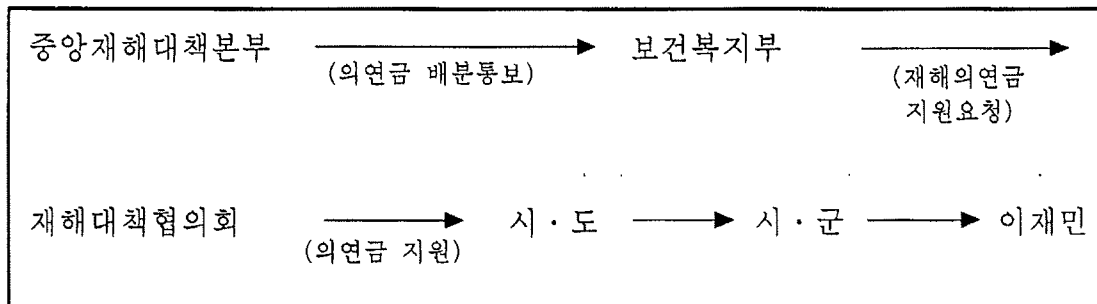 중앙재해대책본부 (의연금 배분통보) 보건복지부 (재해의연금
지원요청)
재해대책협의회 (의연금 지원) 시·도 시·군 이재민